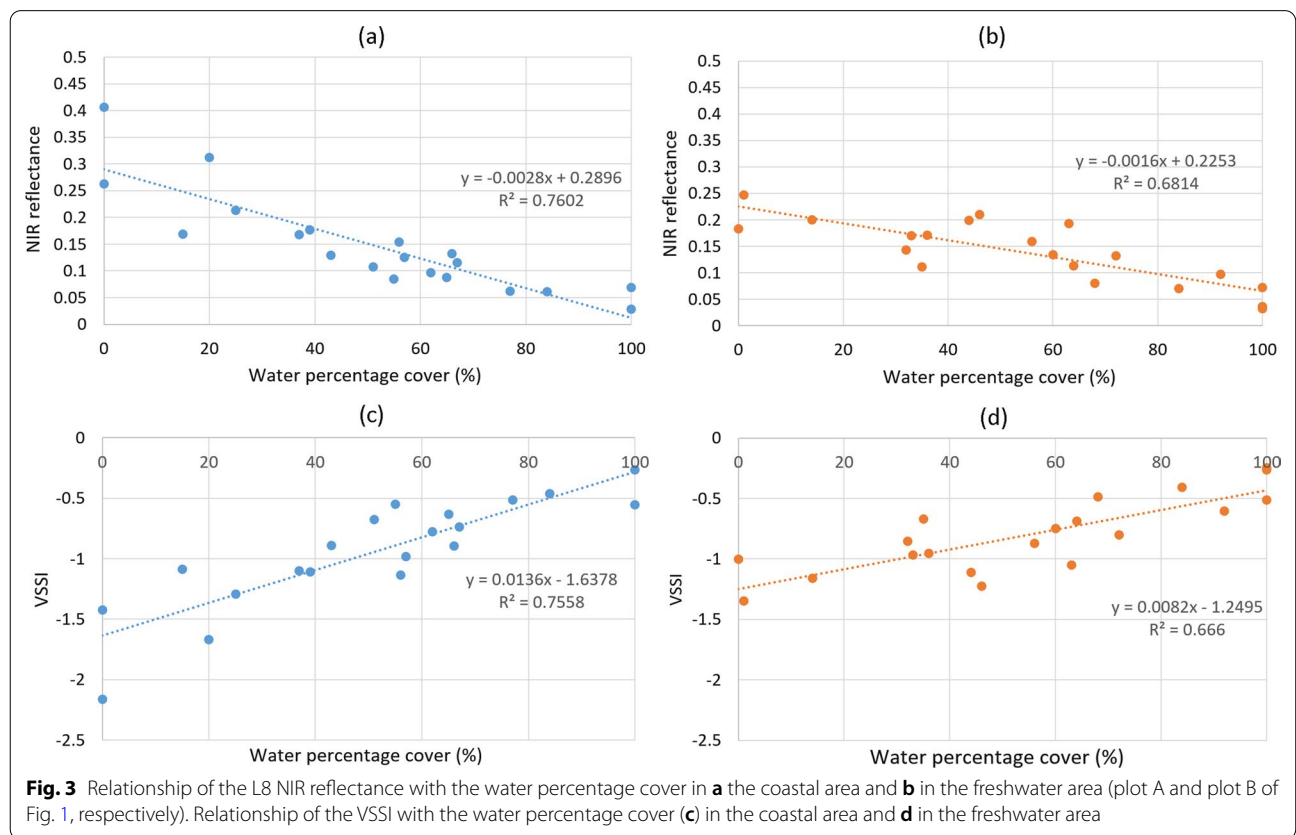 (a)
0.5
0.45
0.4
0.35
0.3
0.25
0.2
0.15
0.1
0.05
0
NIR reflectance
y = -0.0028x + 0.2896
R² = 0.7602
0 20 40 60 80 100
Water percentage cover (%)
(b)
0.5
0.45
0.4
0.35
0.3
0.25
0.2
0.15
0.1
0.05
0
NIR reflectance
y = -0.0016x + 0.2253
R² = 0.6814
0 20 40 60 80 100
Water percentage cover (%)
(c)
0
-0.5
-1
-1.5
-2
-2.5
VSSI
0 20 40 60 80 100
y = 0.0136x - 1.6378
R² = 0.7558
Water percentage cover (%)
(d)
0
-0.5
-1
-1.5
-2
-2.5
VSSI
0 20 40 60 80 100
y = 0.0082x - 1.2495
R² = 0.666
Water percentage cover (%)
Fig. 3 Relationship of the L8 NIR reflectance with the water percentage cover in a the coastal area and b in the freshwater area (plot A and plot B of
Fig. 1, respectively). Relationship of the VSSI with the water percentage cover (c) in the coastal area and d in the freshwater area